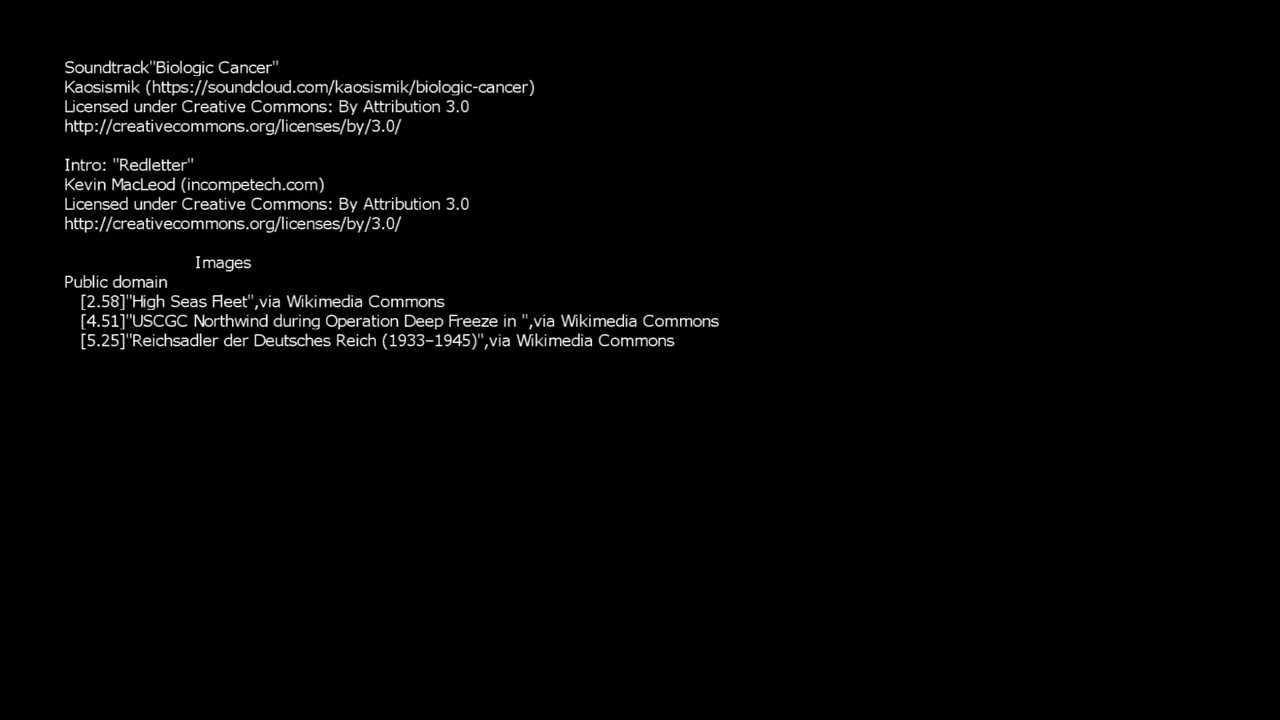 Soundtrack"Biologic Cancer"
Kaosismik (https://soundcloud.com/kaosismik/biologic-cancer)
Licensed under Creative Commons: By Attribution 3.0
http://creativecommons.org/licenses/by/3.0/
Intro: "Redletter"
Kevin MacLeod (incompetech.com)
Licensed under Creative Commons: By Attribution 3.0
http://creativecommons.org/licenses/by/3.0/
Images
Public domain
[2.58]"High Seas Fleet",via Wikimedia Commons
[4.51]"USCGC Northwind during Operation Deep Freeze in ",via Wikimedia Commons
[5.25]"Reichsadler der Deutsches Reich (1933–1945)",via Wikimedia Commons